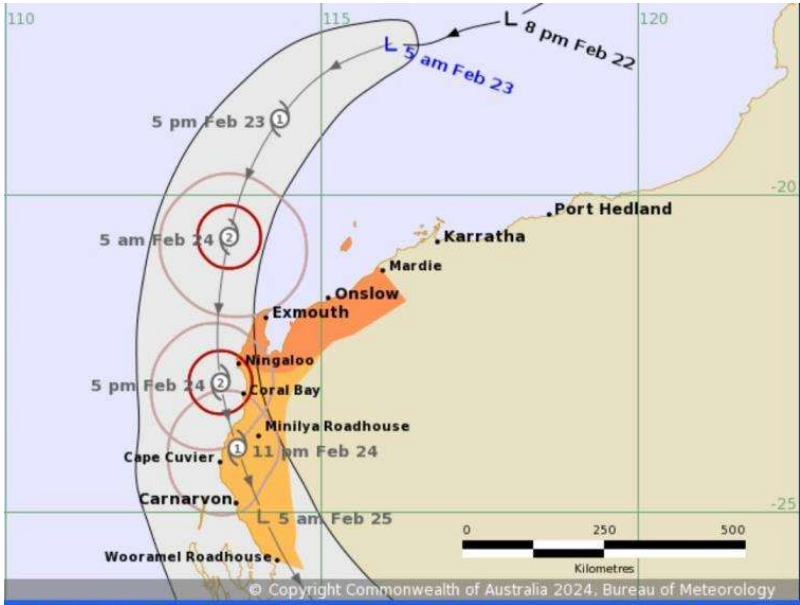 110
115
120
L 8 pm Feb 22
L 5 am Feb 23
5 pm Feb 23
1
-20
Port Hedland
5 am Feb 24
2
Karratha
Mardie
Onslow
Exmouth
Ningaloo
5 pm Feb 24
2
Coral Bay
Minilya Roadhouse
1
11 pm Feb 24
Cape Cuvier
Carnarvon
-25
L 5 am Feb 25
0
250
500
Kilometres
Wooramel Roadhouse
© Copyright Commonwealth of Australia 2024, Bureau of Meteorology